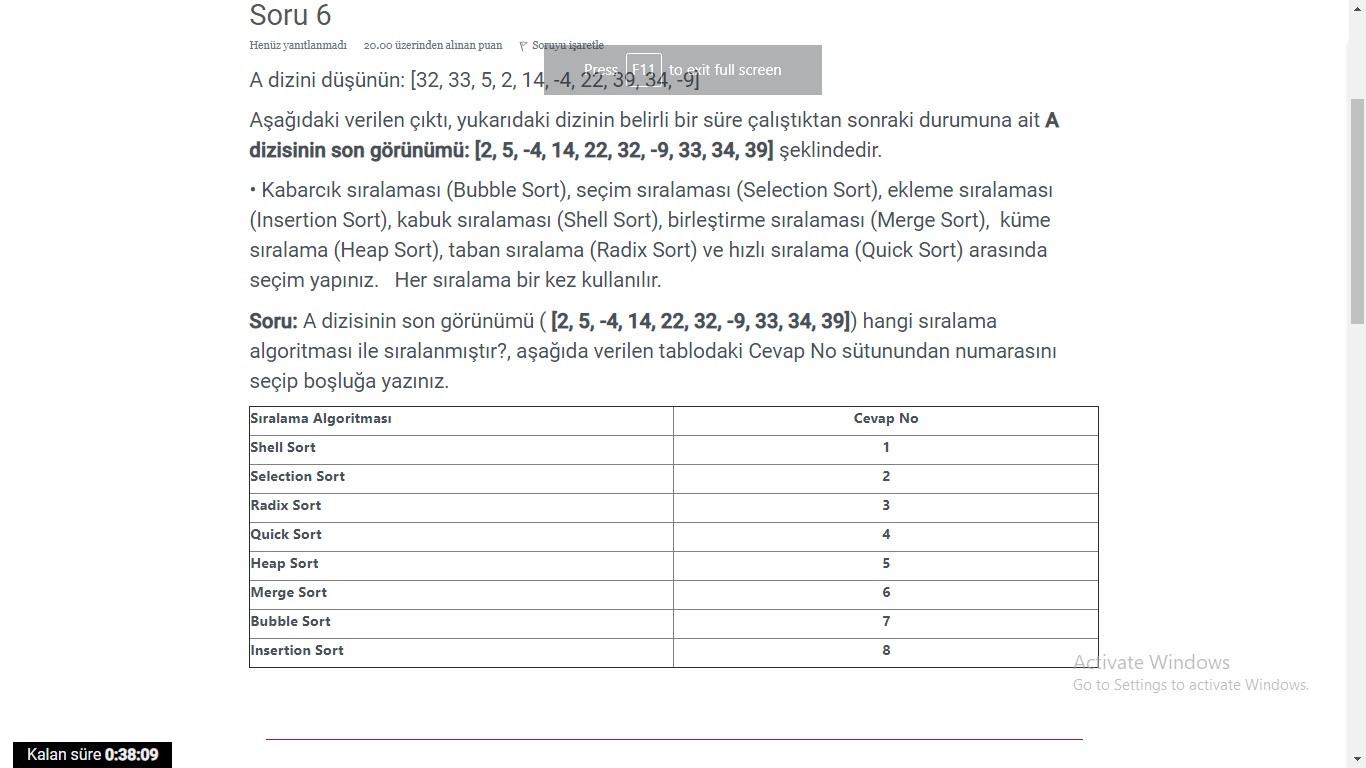 Soru 6
Henüz yanıtlanmadı 20.00 üzerinden alınan puan Soruyu işaretle
Press F11 to exit full screen
A dizini düşünün: [32, 33, 5, 2, 14, -4, 22, 39, 34, -9]
Aşağıdaki verilen çıktı, yukarıdaki dizinin belirli bir süre çalıştıktan sonraki durumuna ait A
dizisinin son görünümü: [2, 5, -4, 14, 22, 32, -9, 33, 34, 39] şeklindedir.
• Kabarcık sıralaması (Bubble Sort), seçim sıralaması (Selection Sort), ekleme sıralaması
(Insertion Sort), kabuk sıralaması (Shell Sort), birleştirme sıralaması (Merge Sort), küme
sıralama (Heap Sort), taban sıralama (Radix Sort) ve hızlı sıralama (Quick Sort) arasında
seçim yapınız. Her sıralama bir kez kullanılır.
Soru: A dizisinin son görünümü ( [2, 5, -4, 14, 22, 32, -9, 33, 34, 39]) hangi sıralama
algoritması ile sıralanmıştır?, aşağıda verilen tablodaki Cevap No sütunundan numarasını
seçip boşluğa yazınız.
Sıralama Algoritması Cevap No
Shell Sort 1
Selection Sort 2
Radix Sort 3
Quick Sort 4
Heap Sort 5
Merge Sort 6
Bubble Sort 7
Insertion Sort 8
Activate Windows
Go to Settings to activate Windows.
Kalan süre 0:38:09